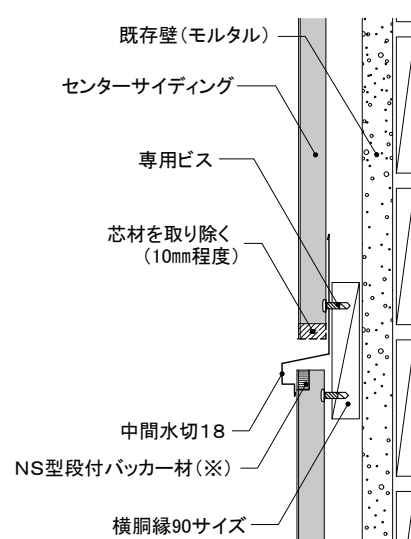 既存壁（モルタル）
センターサイディング
専用ビス
芯材を取り除く
（10㎜程度）
中間水切１８
ＮＳ型段付バッカー材（※）
横胴縁90サイズ